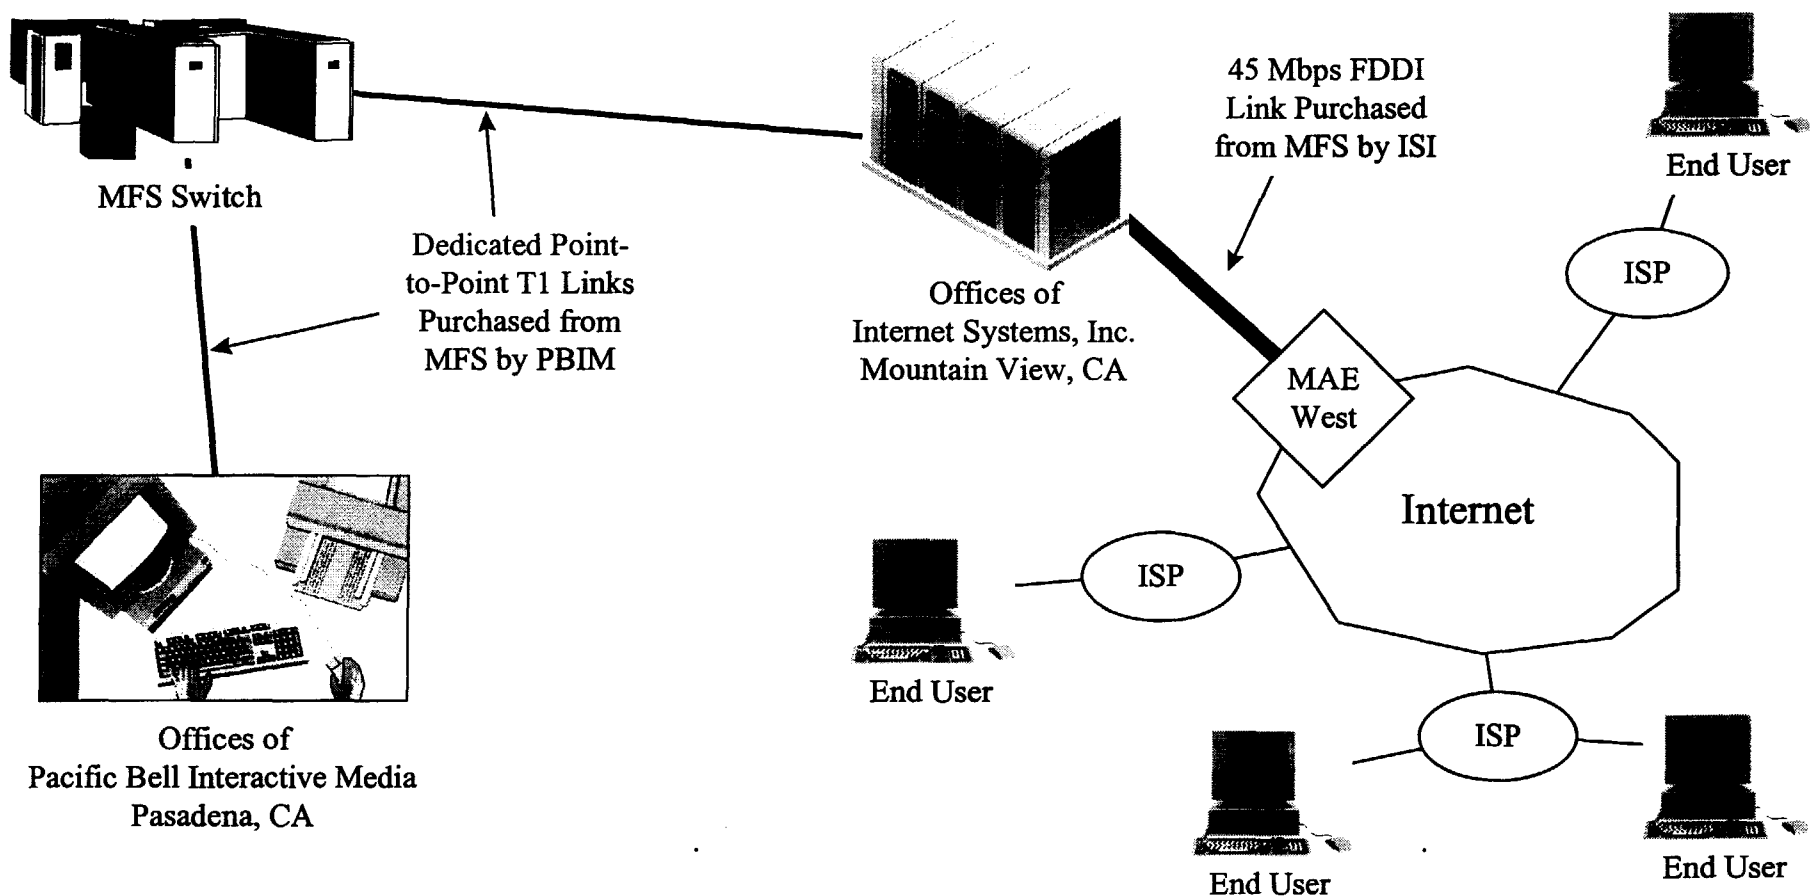 MFS Switch
Dedicated Point-
to-Point T1 Links
Purchased from
MFS by PBIM
45 Mbps FDDI
Link Purchased
from MFS by ISI
End User
ISP
Offices of
Internet Systems, Inc.
Mountain View, CA
MAE
West
Internet
ISP
End User
ISP
End User
End User
Offices of
Pacific Bell Interactive Media
Pasadena, CA